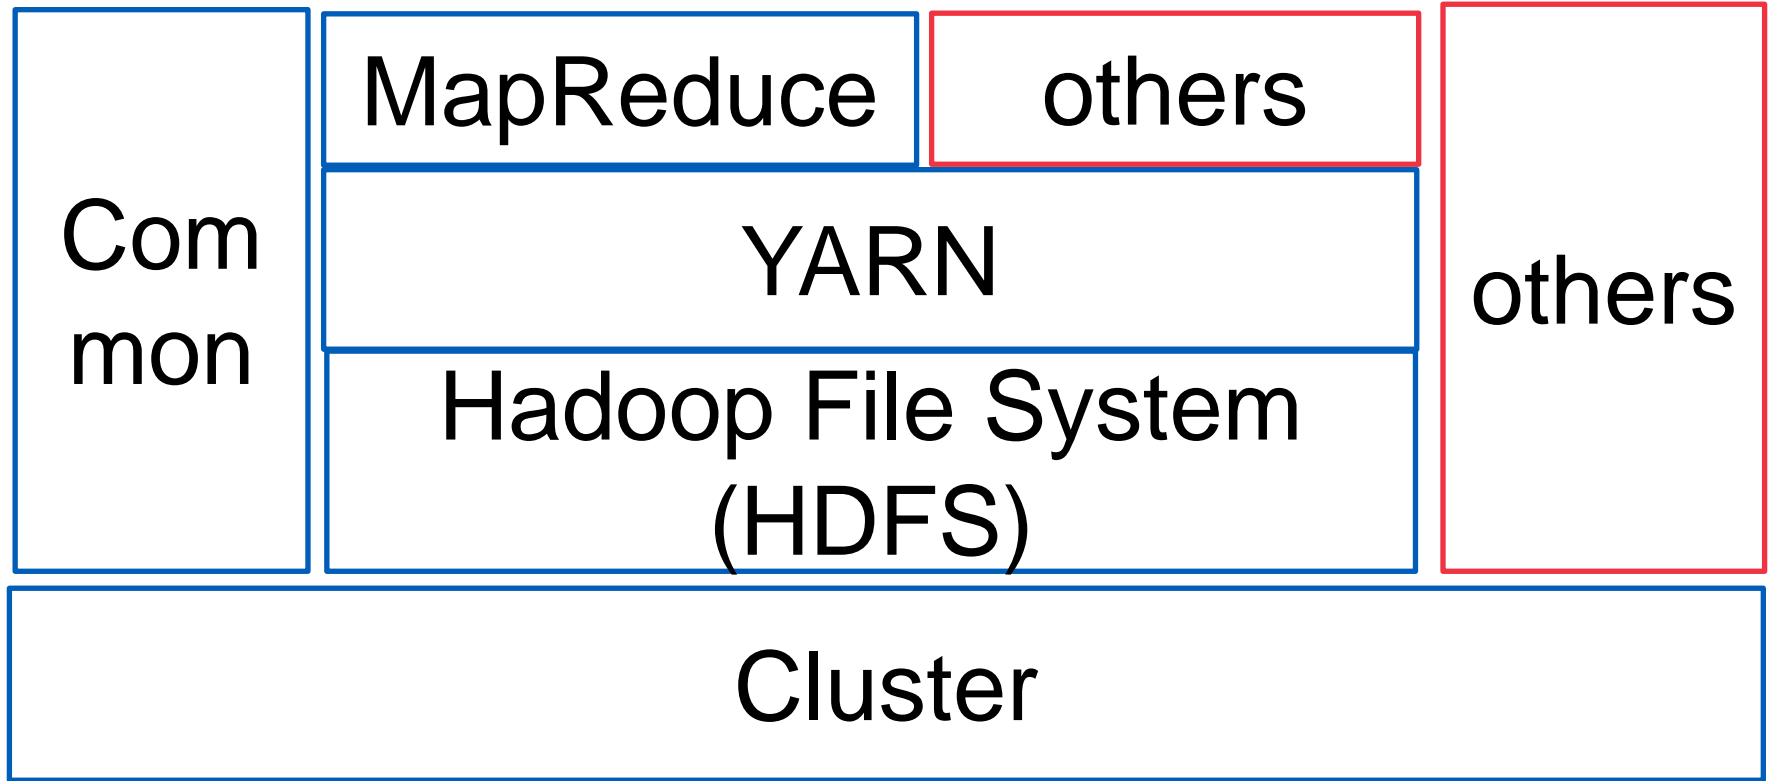 Com
mon
MapReduce
others
YARN
Hadoop File System
(HDFS)
others
Cluster